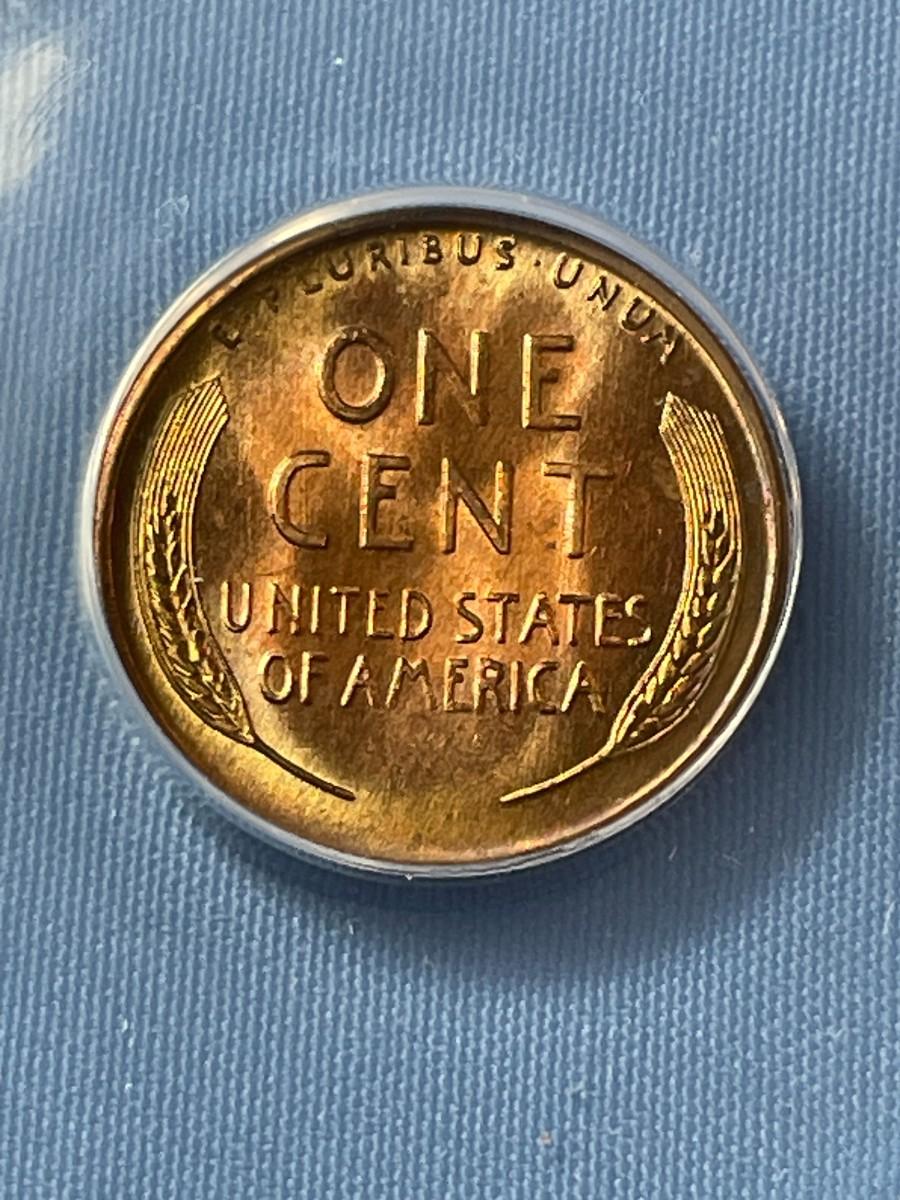 E PLURIBUS · UNUM
ONE
CENT
UNITED STATES
OF AMERICA